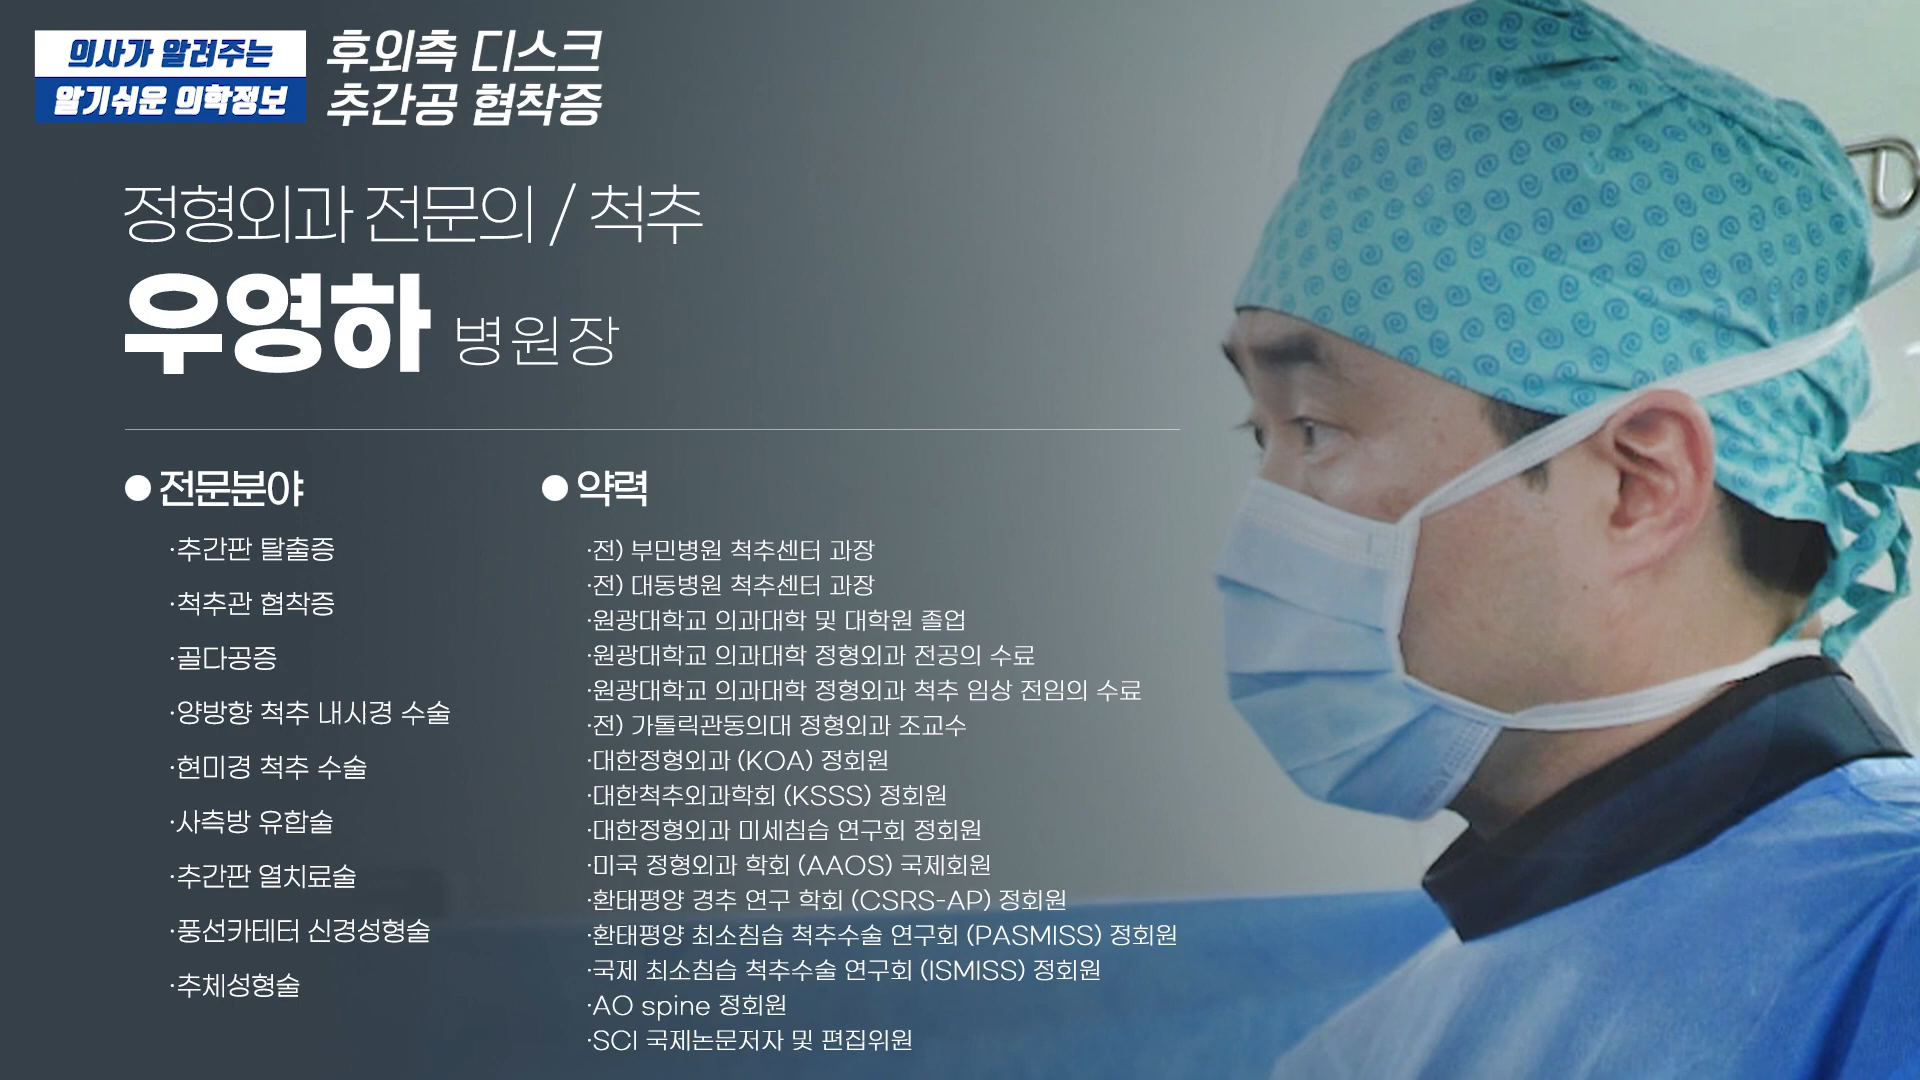 의사가 알려주는
알기쉬운 의학정보
후외측 디스크
추간공 협착증
정형외과 전문의 / 척추
우영하 병원장
● 전문분야
·추간판 탈출증
·척추관 협착증
·골다공증
·양방향 척추 내시경 수술
·현미경 척추 수술
·사측방 유합술
·추간판 열치료술
·풍선카테터 신경성형술
·추체성형술
● 약력
·전) 부민병원 척추센터 과장
·전) 대동병원 척추센터 과장
·원광대학교 의과대학 및 대학원 졸업
·원광대학교 의과대학 정형외과 전공의 수료
·원광대학교 의과대학 정형외과 척추 임상 전임의 수료
·전) 가톨릭관동의대 정형외과 조교수
·대한정형외과 (KOA) 정회원
·대한척추외과학회 (KSSS) 정회원
·대한정형외과 미세침습 연구회 정회원
·미국 정형외과 학회 (AAOS) 국제회원
·환태평양 경추 연구 학회 (CSRS-AP) 정회원
·환태평양 최소침습 척추수술 연구회 (PASMISS) 정회원
·국제 최소침습 척추수술 연구회 (ISMISS) 정회원
·AO spine 정회원
·SCI 국제논문저자 및 편집위원